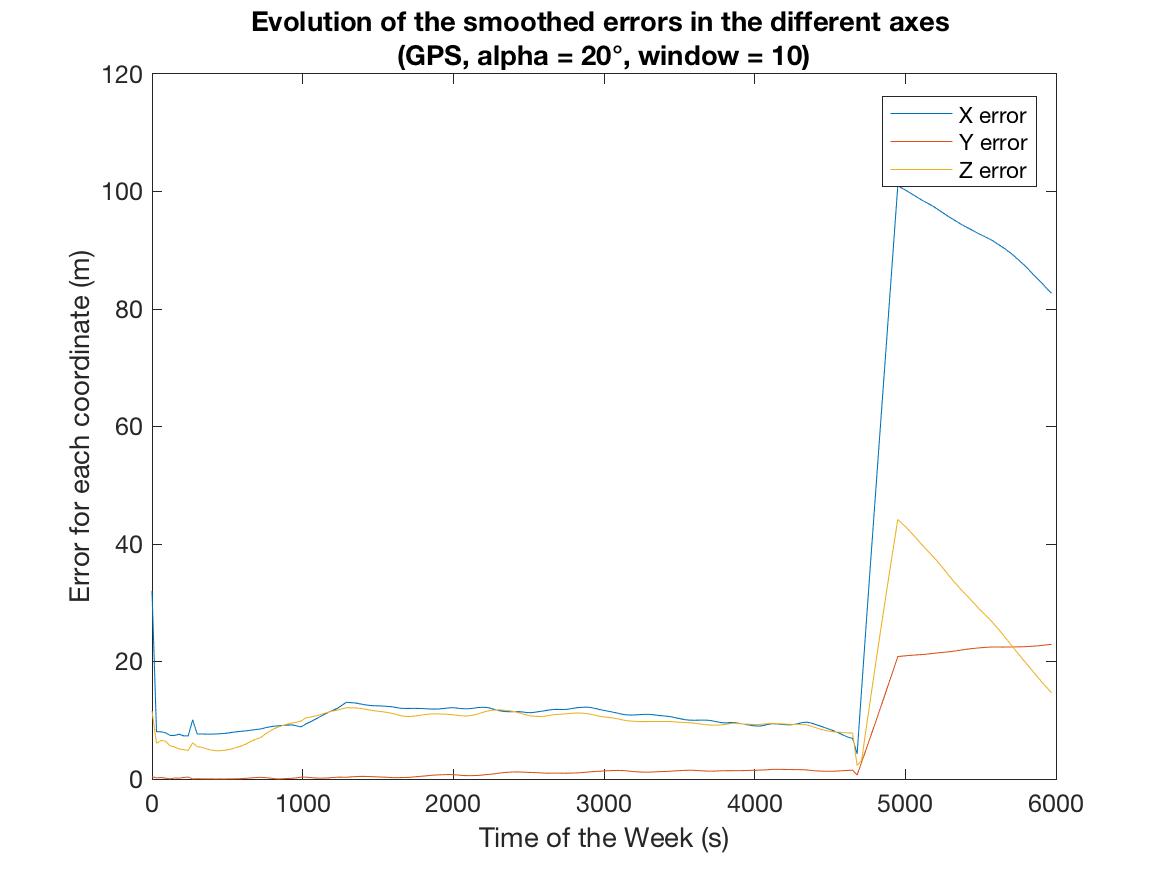 Evolution of the smoothed errors in the different axes
(GPS, alpha = 20°, window = 10)
120
100
80
60
40
20
0
Error for each coordinate (m)
X error
Y error
Z error
0 1000 2000 3000 4000 5000 6000
Time of the Week (s)